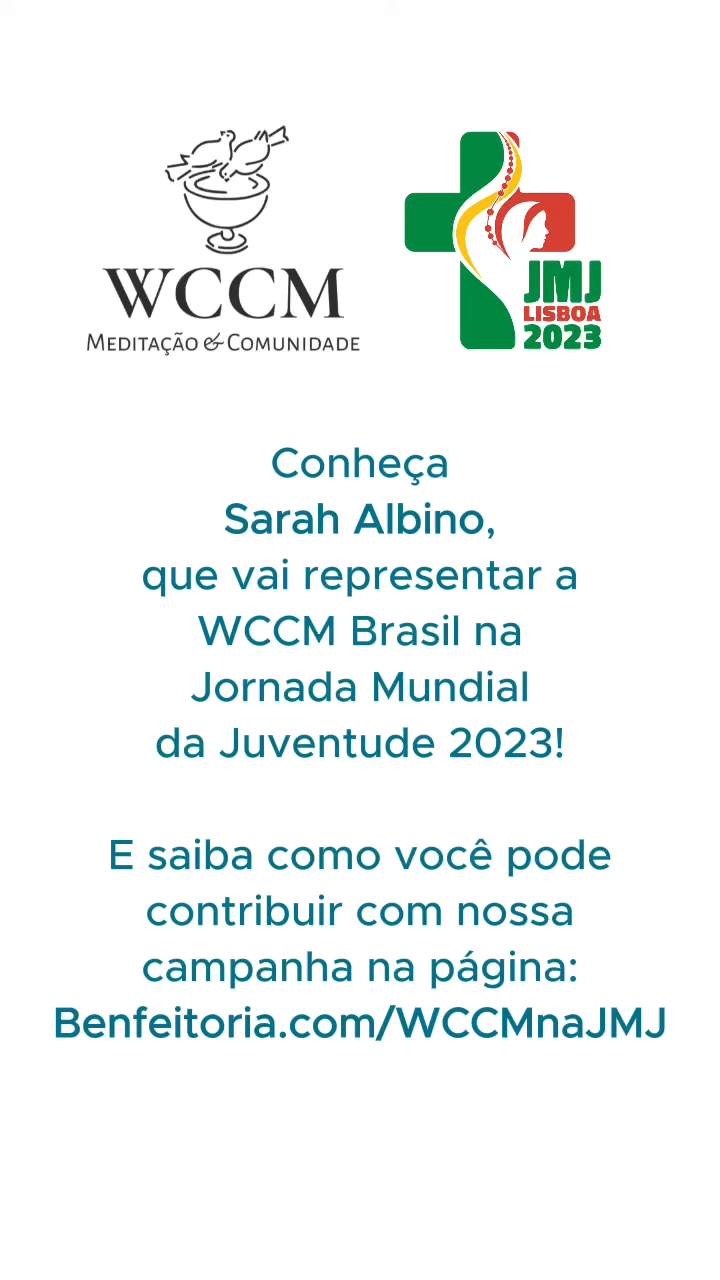 WCCM
MEDITAÇÃO & COMUNIDADE
JMJ
LISBOA
2023
Conheça
Sarah Albino,
que vai representar a
WCCM Brasil na
Jornada Mundial
da Juventude 2023!
E saiba como você pode
contribuir com nossa
campanha na página:
Benfeitoria.com/WCCMnaJMJ